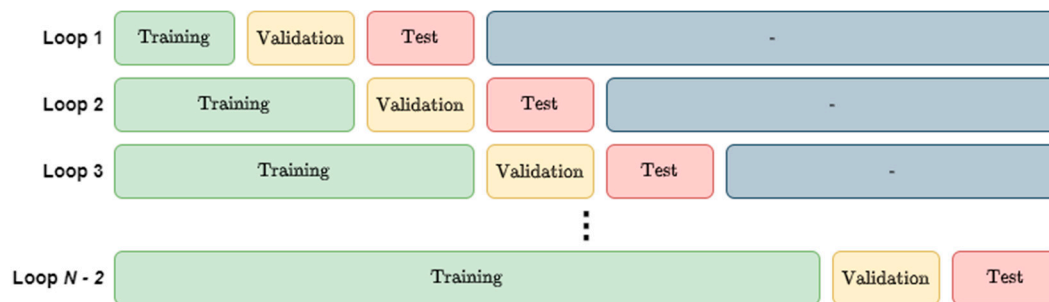 Loop 1 Training Validation Test -
Loop 2 Training Validation Test -
Loop 3 Training Validation Test -
⋮
Loop N - 2 Training Validation Test